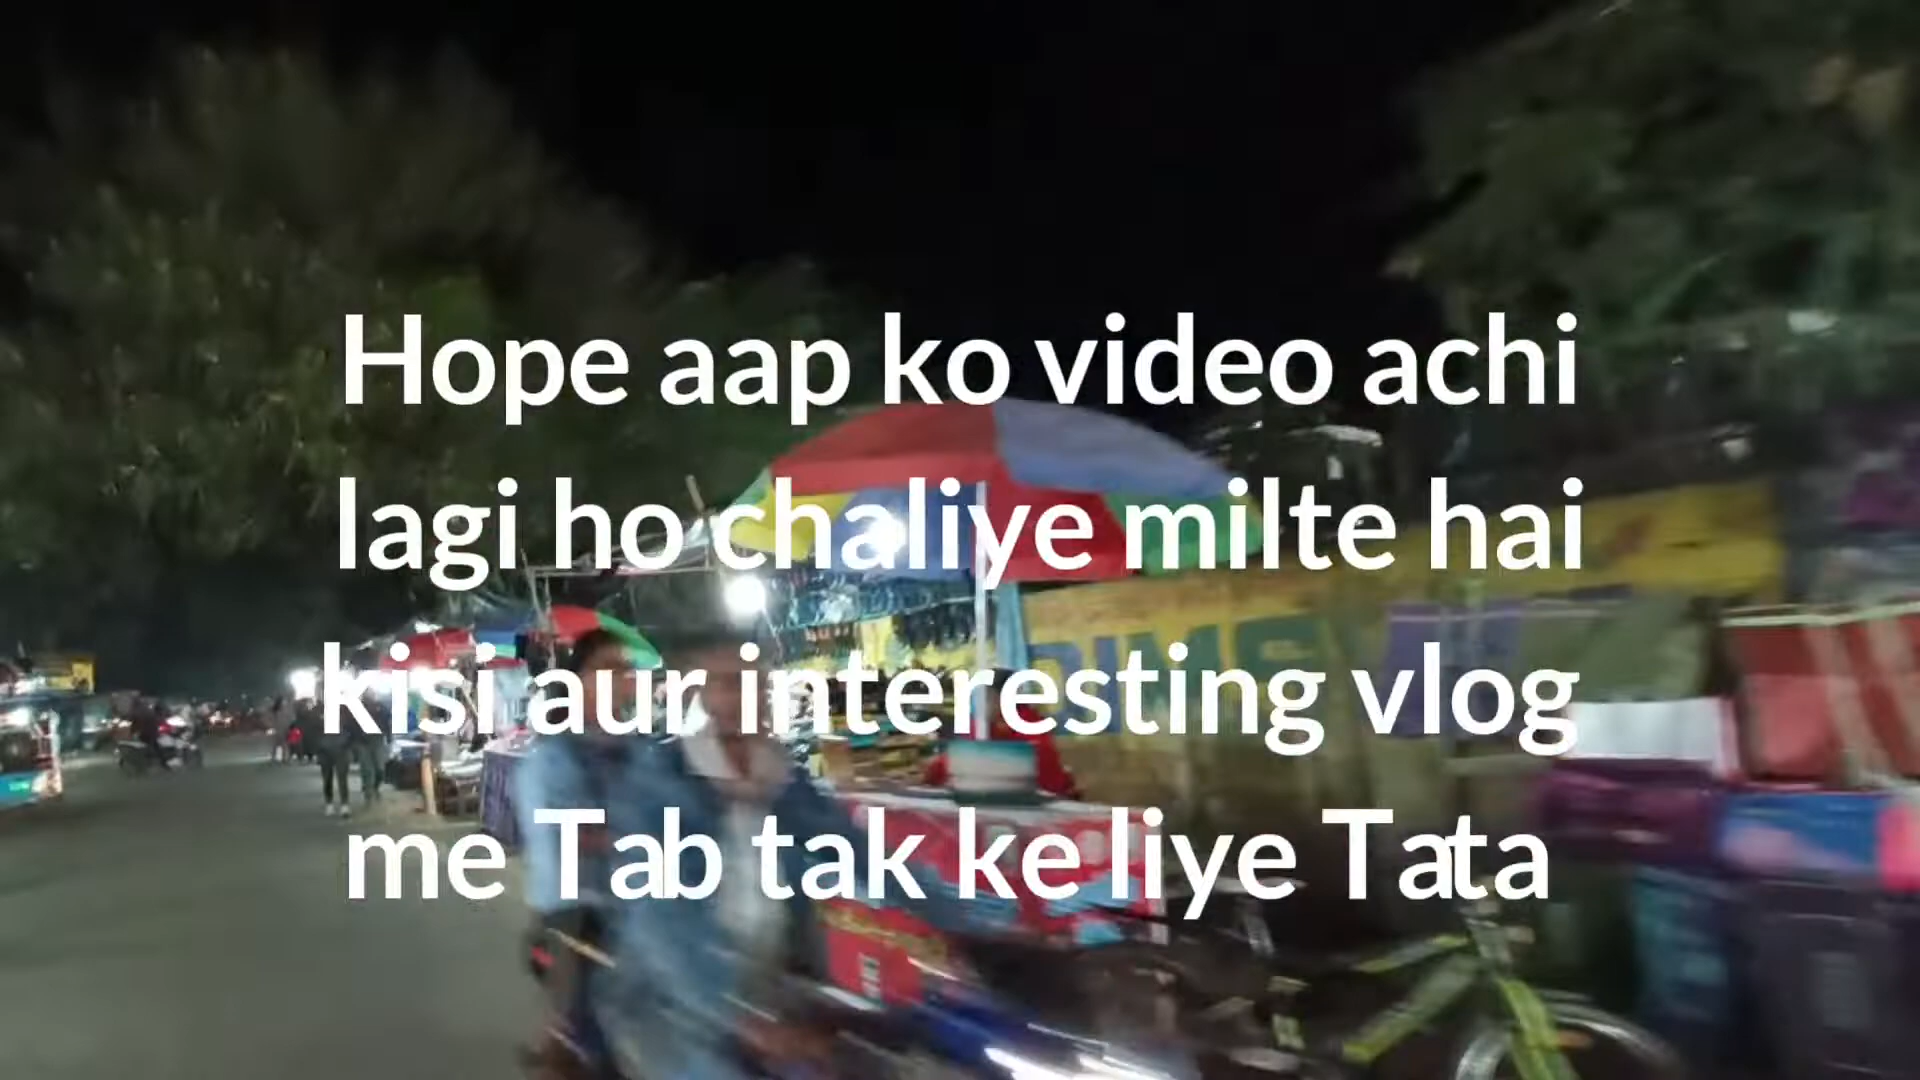 Hope aap ko video achi
lagi ho chaliye milte hai
kisi aur interesting vlog
me Tab tak ke liye Tata